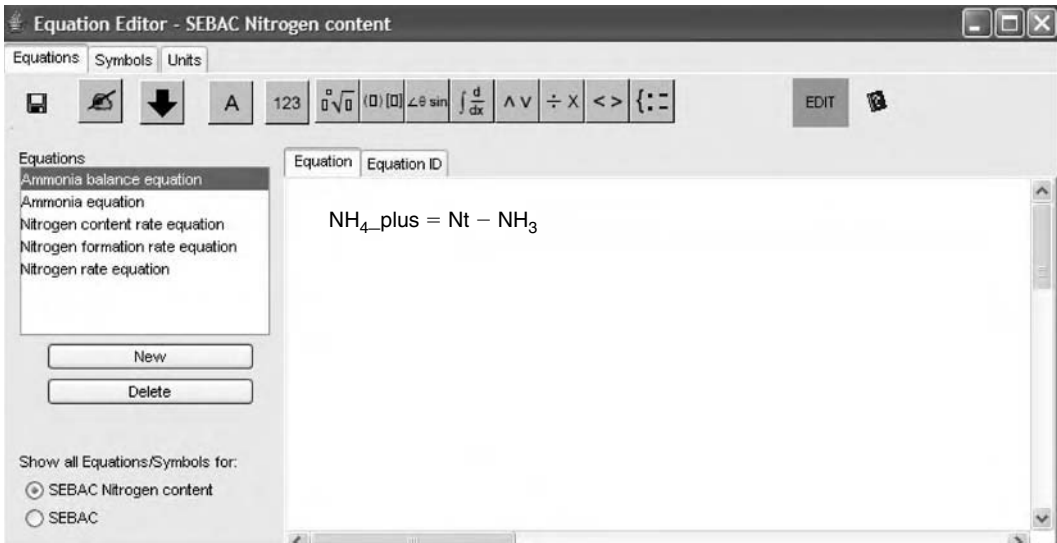 Equation Editor - SEBAC Nitrogen content
Equations Symbols Units
A 123 (▯) [▯] ∠θ sin ∫ d/dx ∧ ∨ ÷ X < > EDIT
Equations
Ammonia balance equation
Ammonia equation
Nitrogen content rate equation
Nitrogen formation rate equation
Nitrogen rate equation
New
Delete
Show all Equations/Symbols for:
SEBAC Nitrogen content
SEBAC
Equation Equation ID
NH₄_plus = Nt − NH₃